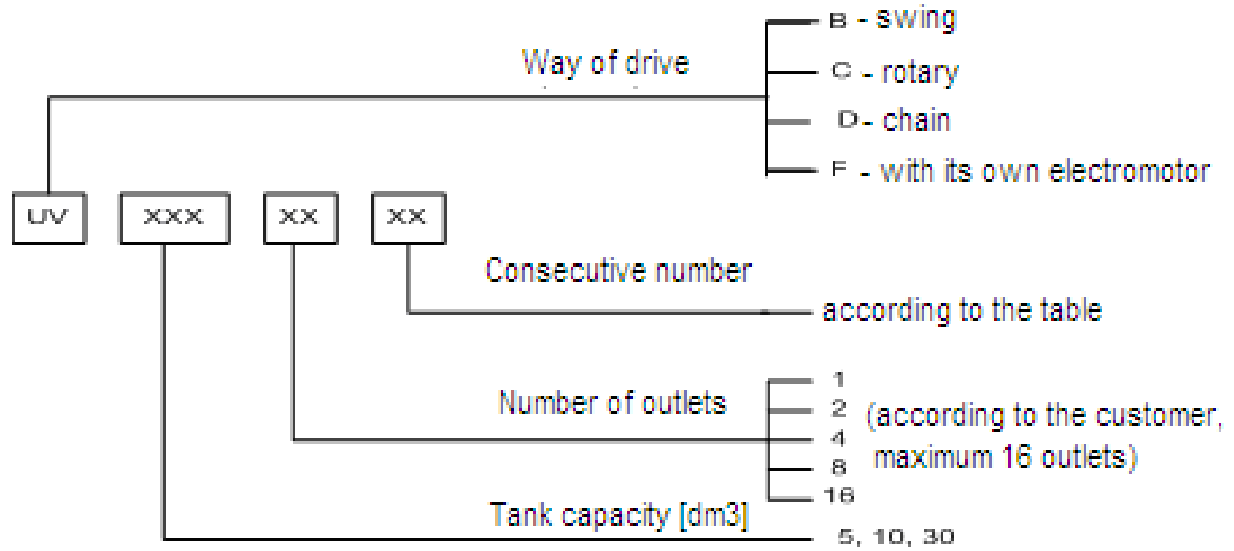 B - swing
Way of drive
C - rotary
D - chain
F - with its own electromotor
UV XXX XX XX
Consecutive number
according to the table
1
Number of outlets
2 (according to the customer,
4
maximum 16 outlets)
8
16
Tank capacity [dm3]
5, 10, 30